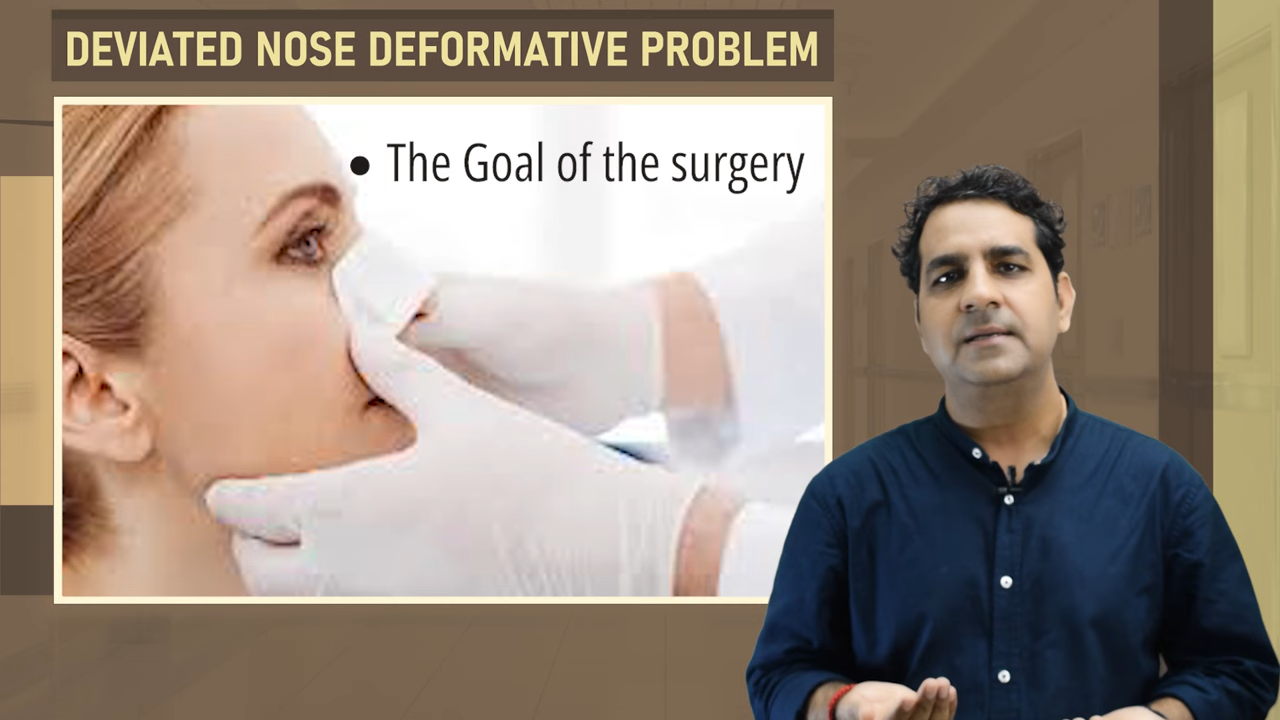 DEVIATED NOSE DEFORMATIVE PROBLEM
• The Goal of the surgery